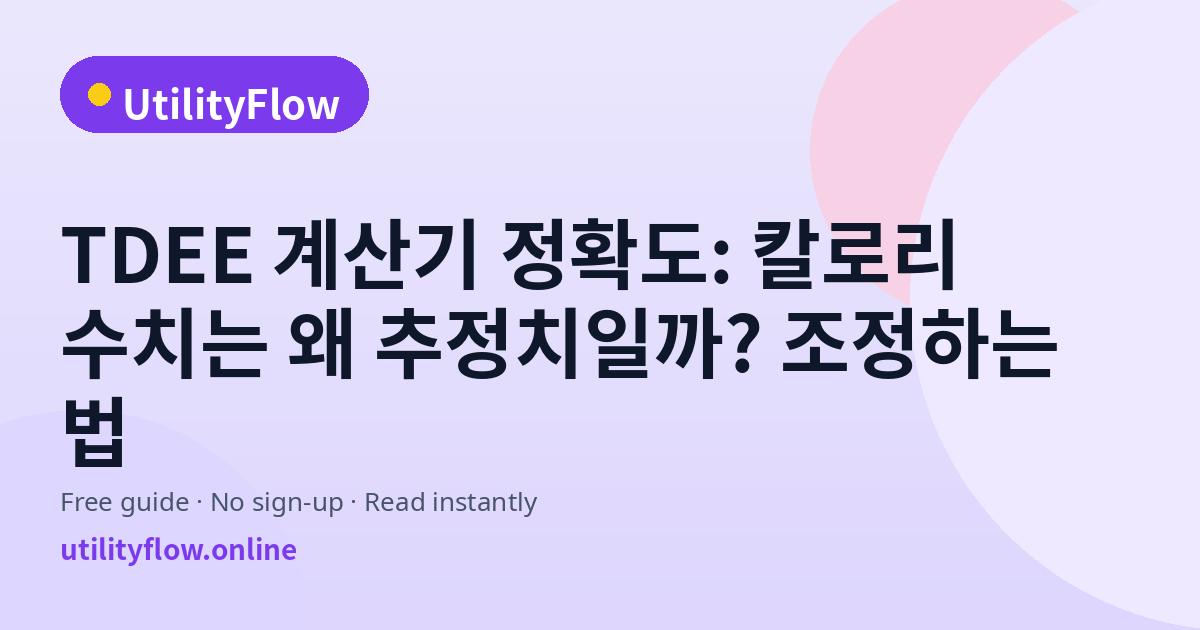 UtilityFlow
TDEE 계산기 정확도: 칼로리
수치는 왜 추정치일까? 조정하는
법
Free guide · No sign-up · Read instantly
utilityflow.online